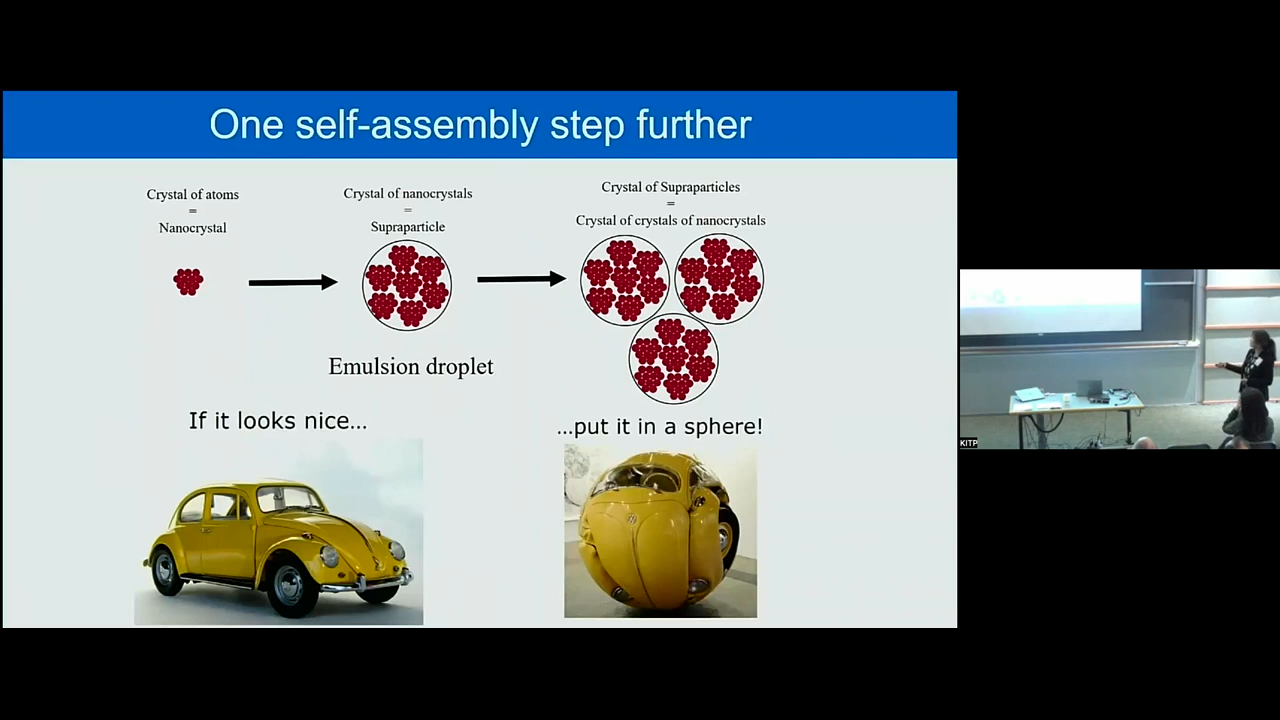 One self-assembly step further
Crystal of atoms
=
Nanocrystal
Crystal of nanocrystals
=
Supraparticle
Crystal of Supraparticles
=
Crystal of crystals of nanocrystals
Emulsion droplet
If it looks nice...
...put it in a sphere!
KITP